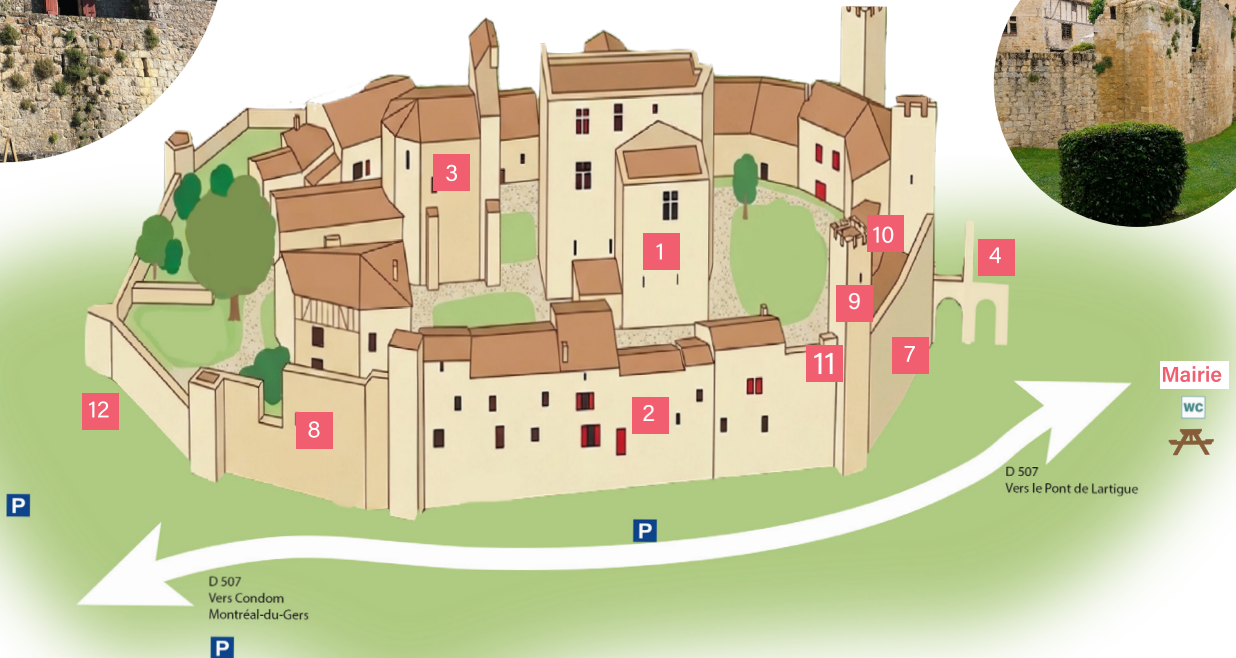 3
10
1
4
9
11
7
Mairie
12
2
WC
8
D 507
Vers le Pont de Lartigue
P
P
D 507
Vers Condom
Montréal-du-Gers
P